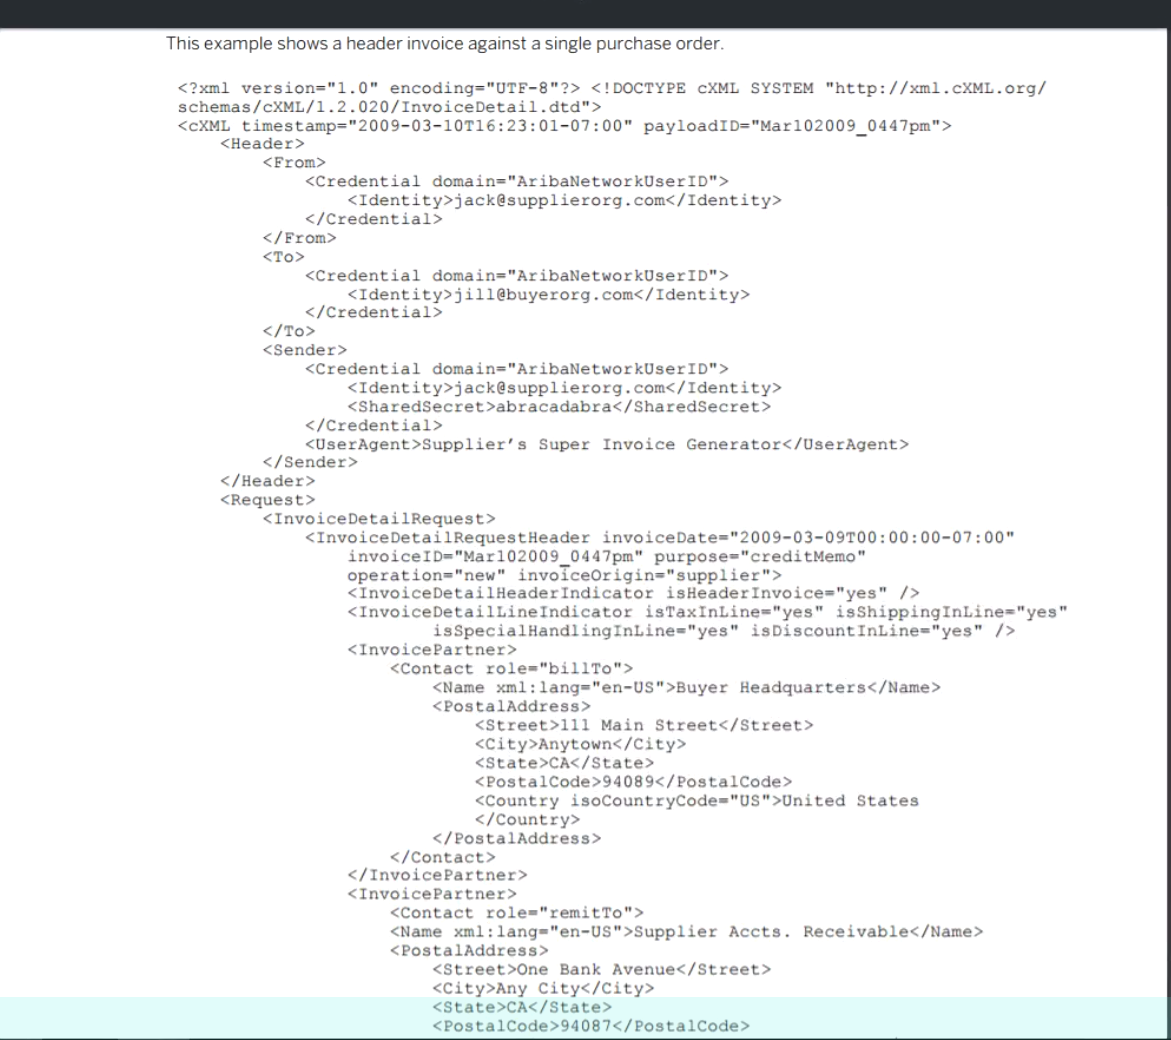 This example shows a header invoice against a single purchase order.
<?xml version="1.0" encoding="UTF-8"?> <!DOCTYPE cXML SYSTEM "http://xml.cXML.org/
schemas/cXML/1.2.020/InvoiceDetail.dtd">
<cXML timestamp="2009-03-10T16:23:01-07:00" payloadID="Mar102009_0447pm">
<Header>
<From>
<Credential domain="AribaNetworkUserID">
<Identity>jack@supplierorg.com</Identity>
</Credential>
</From>
<To>
<Credential domain="AribaNetworkUserID">
<Identity>jill@buyerorg.com</Identity>
</Credential>
</To>
<Sender>
<Credential domain="AribaNetworkUserID">
<Identity>jack@supplierorg.com</Identity>
<SharedSecret>abracadabra</SharedSecret>
</Credential>
<UserAgent>Supplier’s Super Invoice Generator</UserAgent>
</Sender>
</Header>
<Request>
<InvoiceDetailRequest>
<InvoiceDetailRequestHeader invoiceDate="2009-03-09T00:00:00-07:00"
invoiceID="Mar102009_0447pm" purpose="creditMemo"
operation="new" invoiceOrigin="supplier">
<InvoiceDetailHeaderIndicator isHeaderInvoice="yes" />
<InvoiceDetailLineIndicator isTaxInLine="yes" isShippingInLine="yes"
isSpecialHandlingInLine="yes" isDiscountInLine="yes" />
<InvoicePartner>
<Contact role="billTo">
<Name xml:lang="en-US">Buyer Headquarters</Name>
<PostalAddress>
<Street>111 Main Street</Street>
<City>Anytown</City>
<State>CA</State>
<PostalCode>94089</PostalCode>
<Country isoCountryCode="US">United States
</Country>
</PostalAddress>
</Contact>
</InvoicePartner>
<InvoicePartner>
<Contact role="remitTo">
<Name xml:lang="en-US">Supplier Accts. Receivable</Name>
<PostalAddress>
<Street>One Bank Avenue</Street>
<City>Any City</City>
<State>CA</State>
<PostalCode>94087</PostalCode>